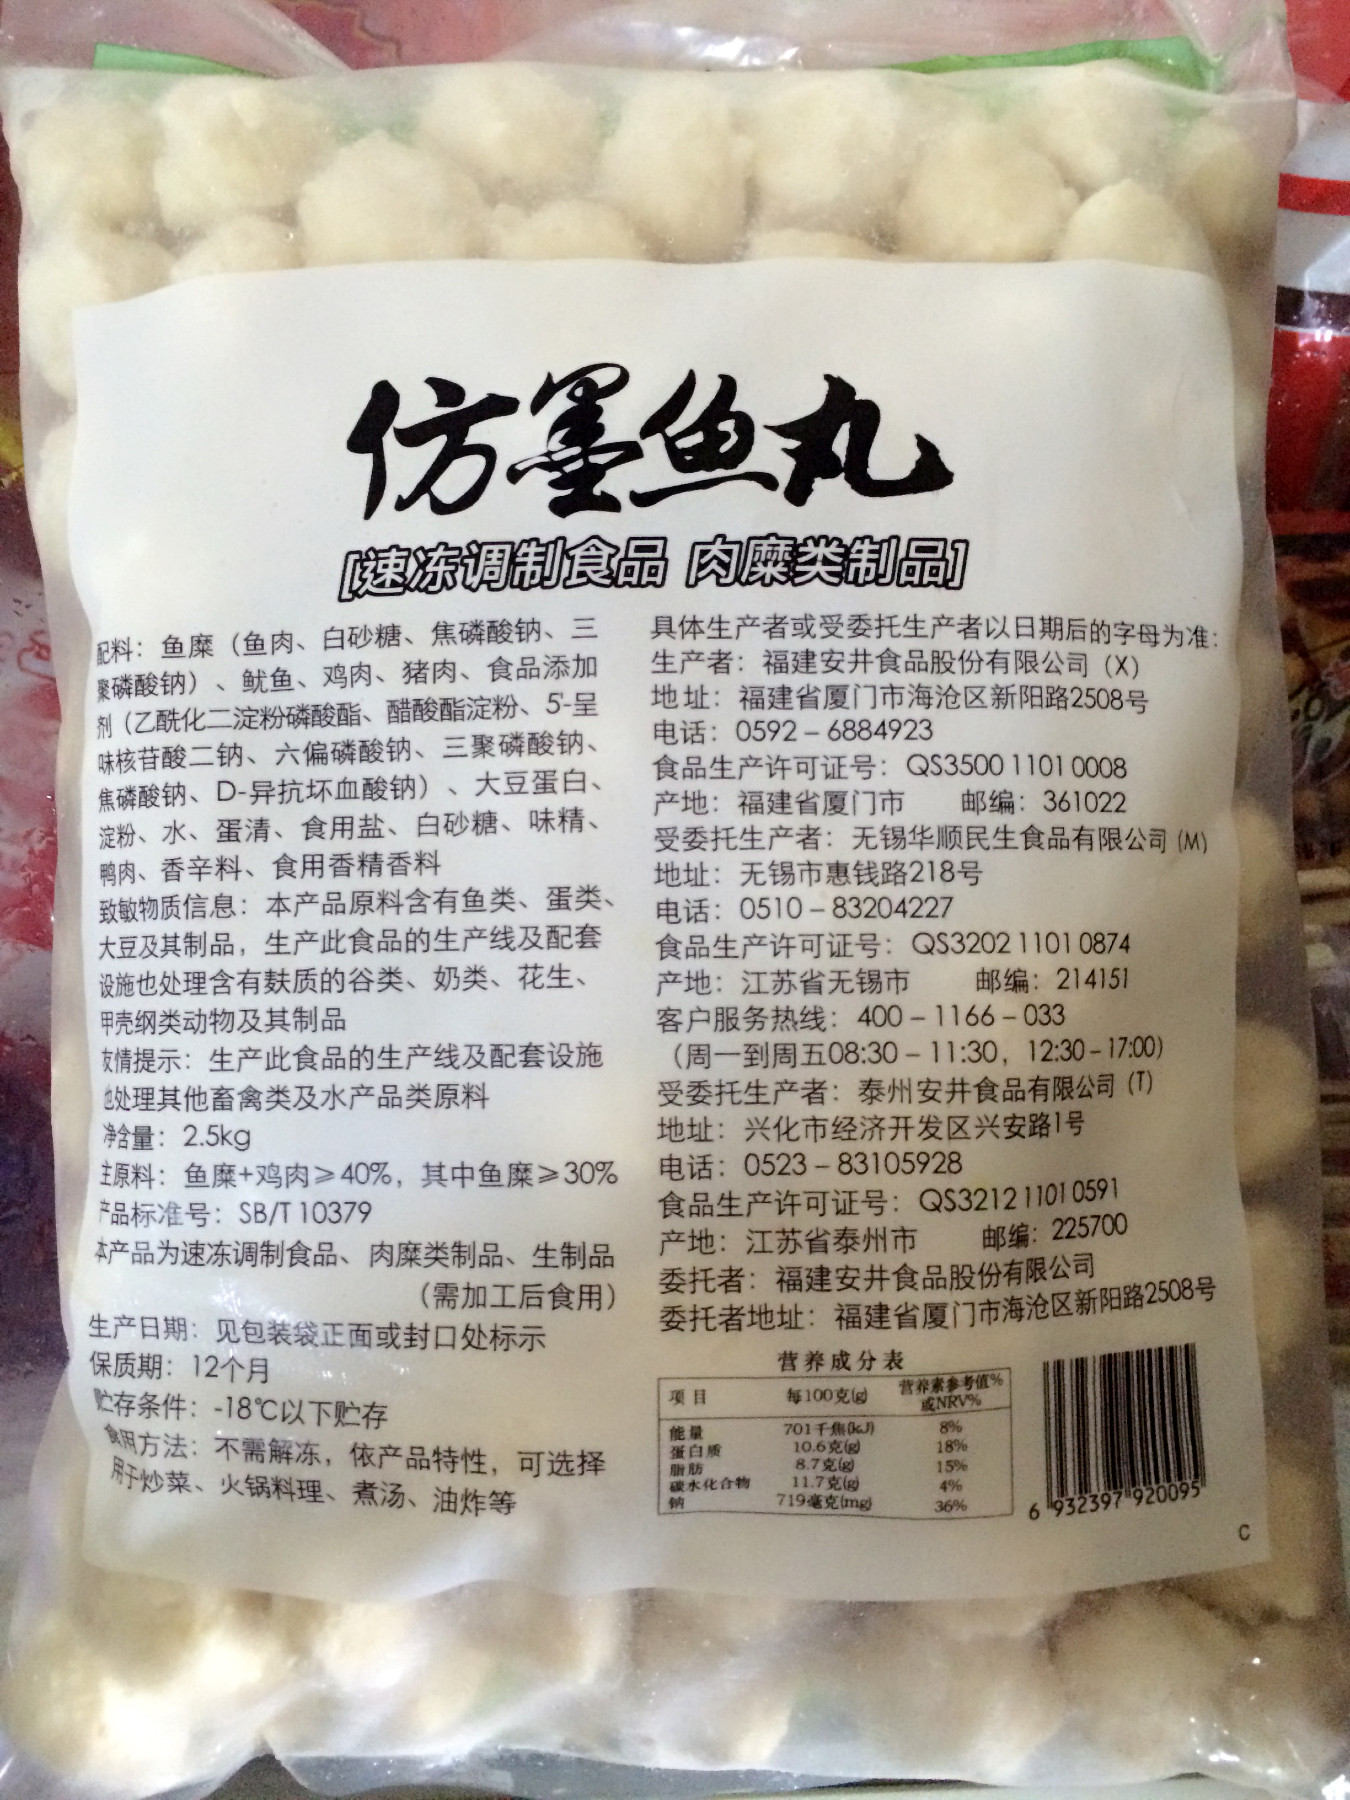 仿墨鱼丸
[速冻调制食品 肉糜类制品]
配料：鱼糜（鱼肉、白砂糖、焦磷酸钠、三
聚磷酸钠）、鱿鱼、鸡肉、猪肉、食品添加
剂（乙酰化二淀粉磷酸酯、醋酸酯淀粉、5'-呈
味核苷酸二钠、六偏磷酸钠、三聚磷酸钠、
焦磷酸钠、D-异抗坏血酸钠）、大豆蛋白、
淀粉、水、蛋清、食用盐、白砂糖、味精、
鸭肉、香辛料、食用香精香料
致敏物质信息：本产品原料含有鱼类、蛋类、
大豆及其制品，生产此食品的生产线及配套
设施也处理含有麸质的谷类、奶类、花生、
甲壳纲类动物及其制品
友情提示：生产此食品的生产线及配套设施
也处理其他畜禽类及水产品类原料
净含量：2.5kg
主原料：鱼糜+鸡肉≥40%，其中鱼糜≥30%
产品标准号：SB/T 10379
本产品为速冻调制食品、肉糜类制品、生制品
（需加工后食用）
生产日期：见包装袋正面或封口处标示
保质期：12个月
贮存条件：-18℃以下贮存
食用方法：不需解冻，依产品特性，可选择
用于炒菜、火锅料理、煮汤、油炸等
具体生产者或受委托生产者以日期后的字母为准：
生产者：福建安井食品股份有限公司（X）
地址：福建省厦门市海沧区新阳路2508号
电话：0592－6884923
食品生产许可证号：QS3500 1101 0008
产地：福建省厦门市 邮编：361022
受委托生产者：无锡华顺民生食品有限公司（M）
地址：无锡市惠钱路218号
电话：0510－83204227
食品生产许可证号：QS3202 1101 0874
产地：江苏省无锡市 邮编：214151
客户服务热线：400－1166－033
（周一到周五08:30－11:30，12:30－17:00）
受委托生产者：泰州安井食品有限公司（T）
地址：兴化市经济开发区兴安路1号
电话：0523－83105928
食品生产许可证号：QS3212 1101 0591
产地：江苏省泰州市 邮编：225700
委托者：福建安井食品股份有限公司
委托者地址：福建省厦门市海沧区新阳路2508号
营养成分表
项目 每100克(g) 营养素参考值%或NRV%
能量 701千焦(kJ) 8%
蛋白质 10.6克(g) 18%
脂肪 8.7克(g) 15%
碳水化合物 11.7克(g) 4%
钠 719毫克(mg) 36%
6 932397 920095
C